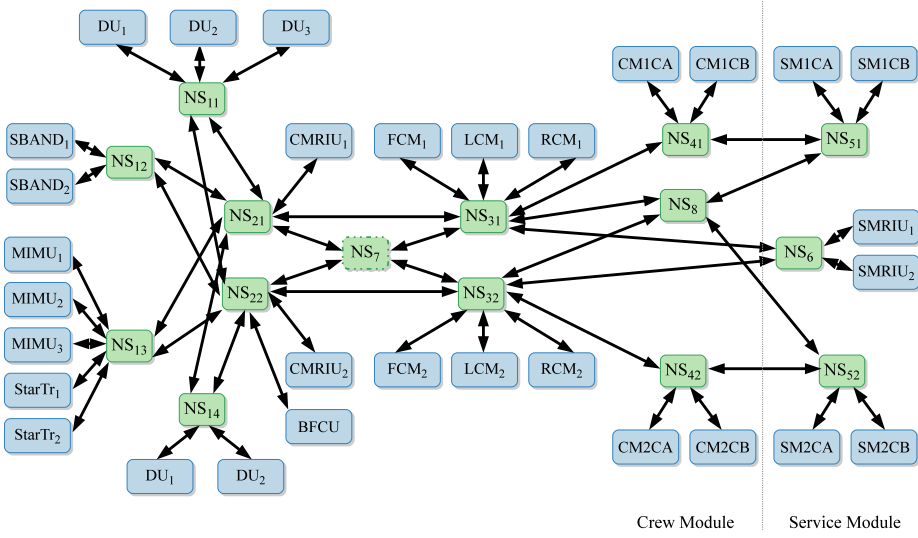 DU₁ DU₂ DU₃
CM1CA CM1CB SM1CA SM1CB
NS₁₁
SBAND₁ CMRIU₁ FCM₁ LCM₁ RCM₁ NS₄₁ NS₅₁
NS₁₂
SBAND₂
NS₂₁ NS₃₁ NS₈
SMRIU₁
MIMU₁ NS₇ NS₆
SMRIU₂
MIMU₂ NS₂₂ NS₃₂
MIMU₃ NS₁₃
CMRIU₂ FCM₂ LCM₂ RCM₂ NS₄₂ NS₅₂
StarTr₁
NS₁₄
StarTr₂ BFCU
CM2CA CM2CB SM2CA SM2CB
DU₁ DU₂
Crew Module Service Module